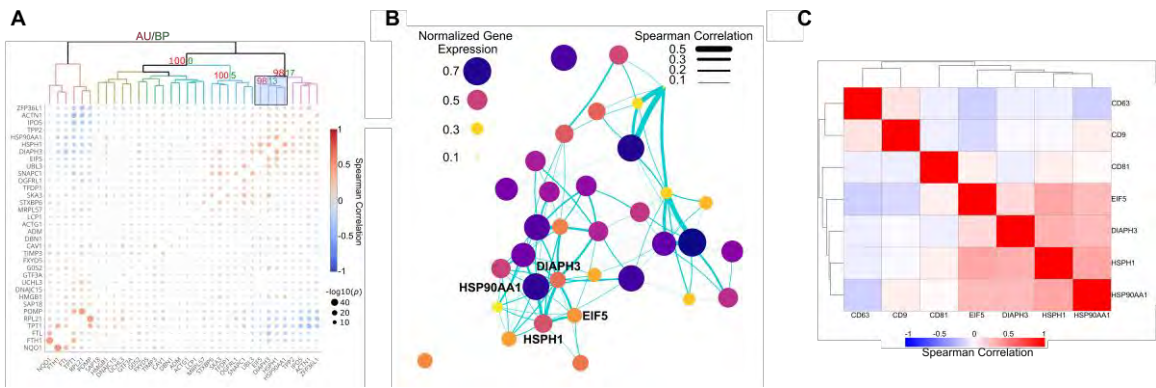 A
AU/BP
100 0
100 5
98 13
98 17
ZFP36L1
ACTN1
IPO5
TPP2
HSP90AA1
HSPH1
DIAPH3
EIF5
UBL3
SNAPC1
OGFRL1
TFDP1
SKA3
STXBP6
MRPL57
LCP1
ACTG1
ADM
DBN1
CAV1
TIMP3
FXYD5
G0S2
GTF3A
UCHL3
DNAJC15
HMGB1
SAP18
POMP
RPL21
TPT1
FTL
FTH1
NQO1
1
0.5
0
-0.5
-1
Spearman Correlation
-log10(p)
40
20
10
B
Normalized Gene
Expression
0.7
0.5
0.3
0.1
Spearman Correlation
0.5
0.3
0.2
0.1
DIAPH3
HSP90AA1
EIF5
HSPH1
C
CD63
CD9
CD81
EIF5
DIAPH3
HSPH1
HSP90AA1
CD63 CD9 CD81 EIF5 DIAPH3 HSPH1 HSP90AA1
-1 -0.5 0 0.5 1
Spearman Correlation